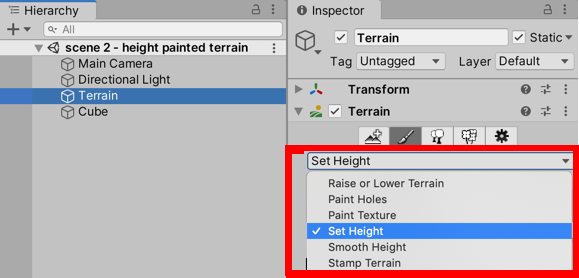 Hierarchy
All
scene 2 - height painted terrain
Main Camera
Directional Light
Terrain
Cube
Inspector
Terrain
Static
Tag Untagged Layer Default
Transform
Terrain
Set Height
Raise or Lower Terrain
Paint Holes
Paint Texture
Set Height
Smooth Height
Stamp Terrain